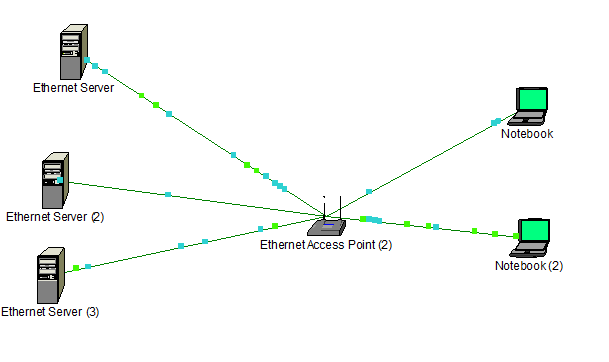 Ethernet Server
Notebook
Ethernet Server (2)
Ethernet Access Point (2)
Notebook (2)
Ethernet Server (3)